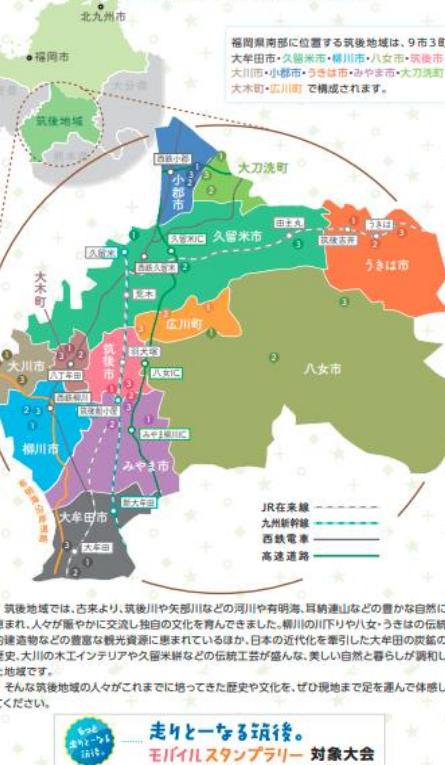 北九州市
福岡市
大分県
筑後地域
熊本県
福岡県南部に位置する筑後地域は、9市3町
大牟田市・久留米市・柳川市・八女市・筑後市
大川市・小郡市・うきは市・みやま市・大刀洗町
大木町・広川町 で構成されます。
西鉄小郡
小郡市
大刀洗町
久留米
久留米IC
西鉄久留米
久留米市
田主丸
筑後吉井
うきは
うきは市
荒木
大木町
広川町
大川市
八丁牟田
筑後市
羽犬塚
八女IC
八女市
西鉄柳川
筑後船小屋
柳川市
みやま柳川IC
みやま市
新大牟田
大牟田市
大牟田
JR在来線
九州新幹線
西鉄電車
高速道路
筑後地域では、古来より、筑後川や矢部川などの河川や有明海、耳納連山などの豊かな自然に
恵まれ、人々が賑やかに交流し独自の文化を育んできました。柳川の川下りや八女・うきはの伝統
的建造物などの豊富な観光資源に恵まれているほか、日本の近代化を牽引した大牟田の炭鉱の
歴史、大川の木工インテリアや久留米絣などの伝統工芸が盛んな、美しい自然と暮らしが調和し
た地域です。
そんな筑後地域の人々がこれまでに培ってきた歴史や文化を、ぜひ現地まで足を運んで体感し
てください。
もっと
走りとーなる
筑後。
走りとーなる筑後。
モバイルスタンプラリー 対象大会